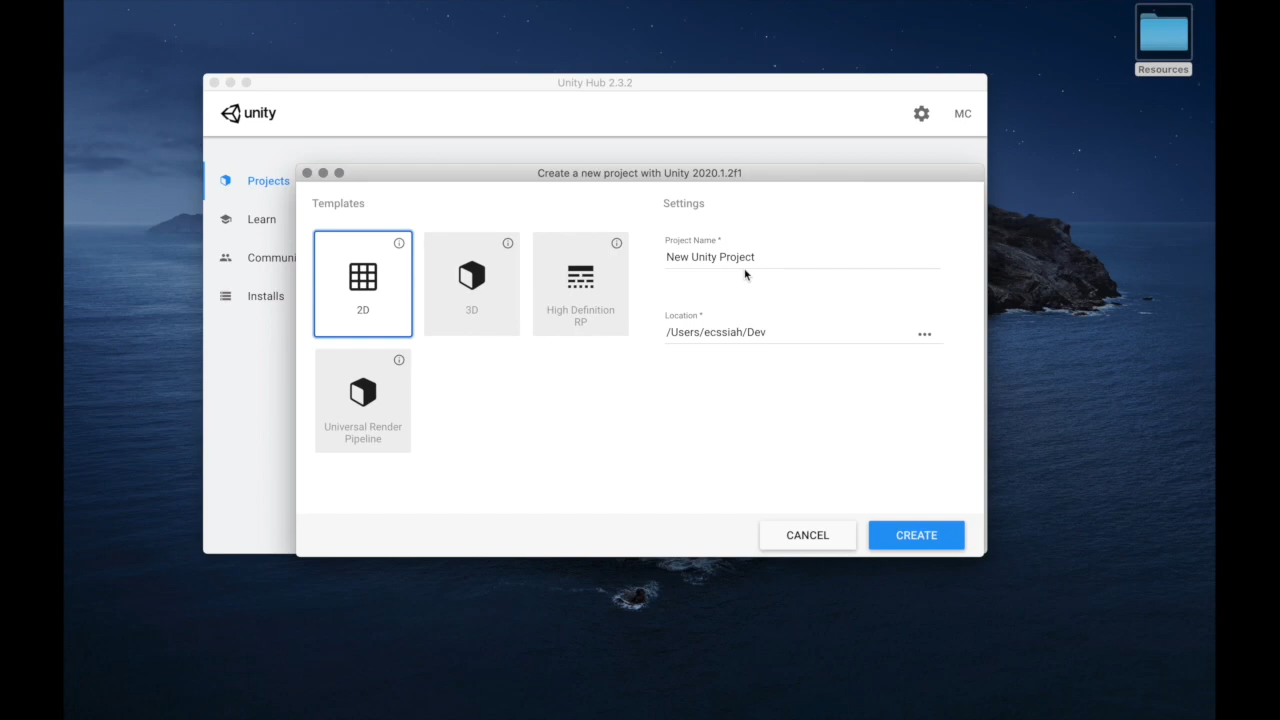 Resources
Unity Hub 2.3.2
unity
MC
Projects
Learn
Communi
Installs
Create a new project with Unity 2020.1.2f1
Templates
2D
3D
High Definition
RP
Universal Render
Pipeline
Settings
Project Name *
New Unity Project
Location *
/Users/ecssiah/Dev
CANCEL
CREATE